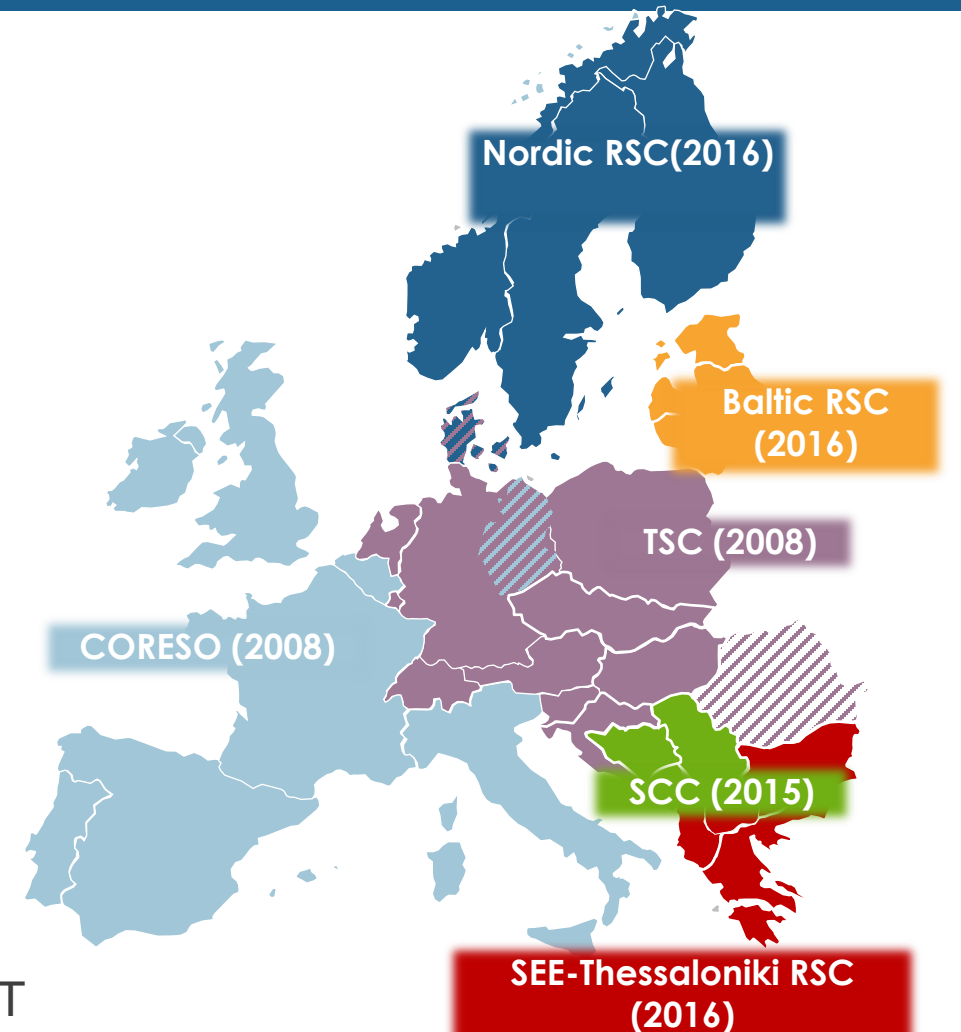 Nordic RSC(2016)
Baltic RSC
(2016)
TSC (2008)
CORESO (2008)
SCC (2015)
SEE-Thessaloniki RSC
(2016)
T